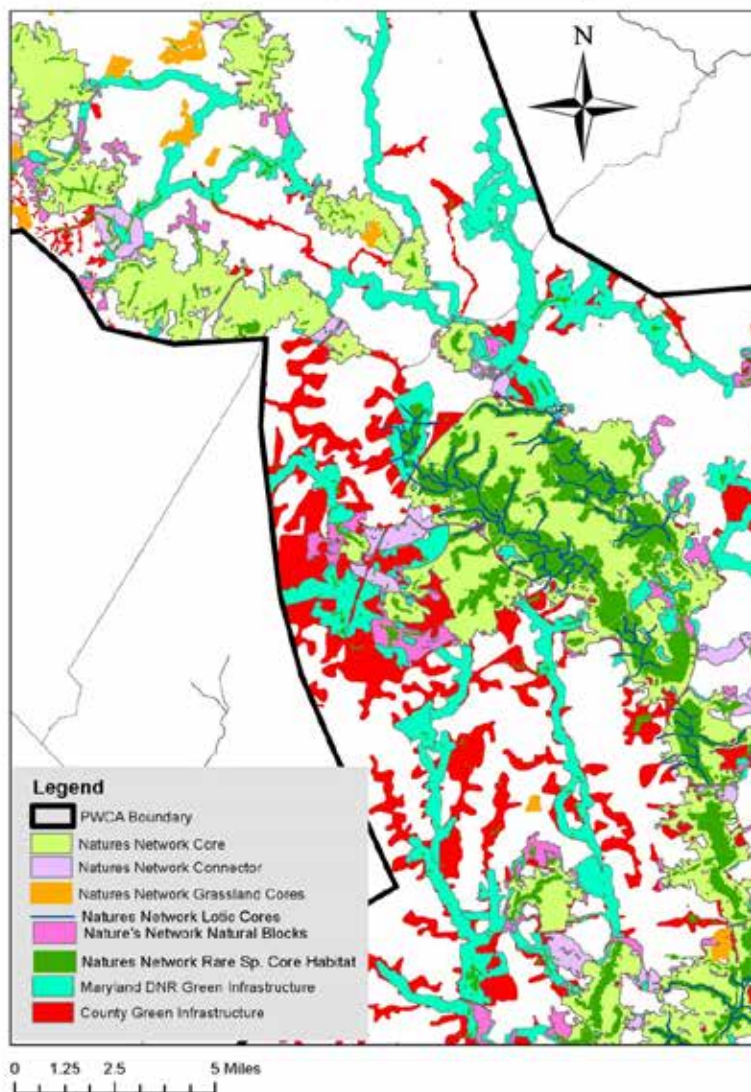 N
Legend
PWCA Boundary
Natures Network Core
Natures Network Connector
Natures Network Grassland Cores
Natures Network Lotic Cores
Nature's Network Natural Blocks
Natures Network Rare Sp. Core Habitat
Maryland DNR Green Infrastructure
County Green Infrastructure
0 1.25 2.5 5 Miles